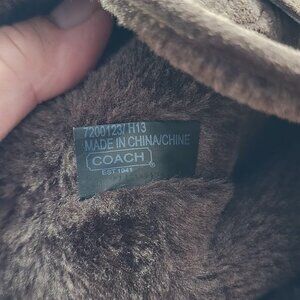 7200123/ H13
MADE IN CHINA/CHINE
COACH®
EST. 1941